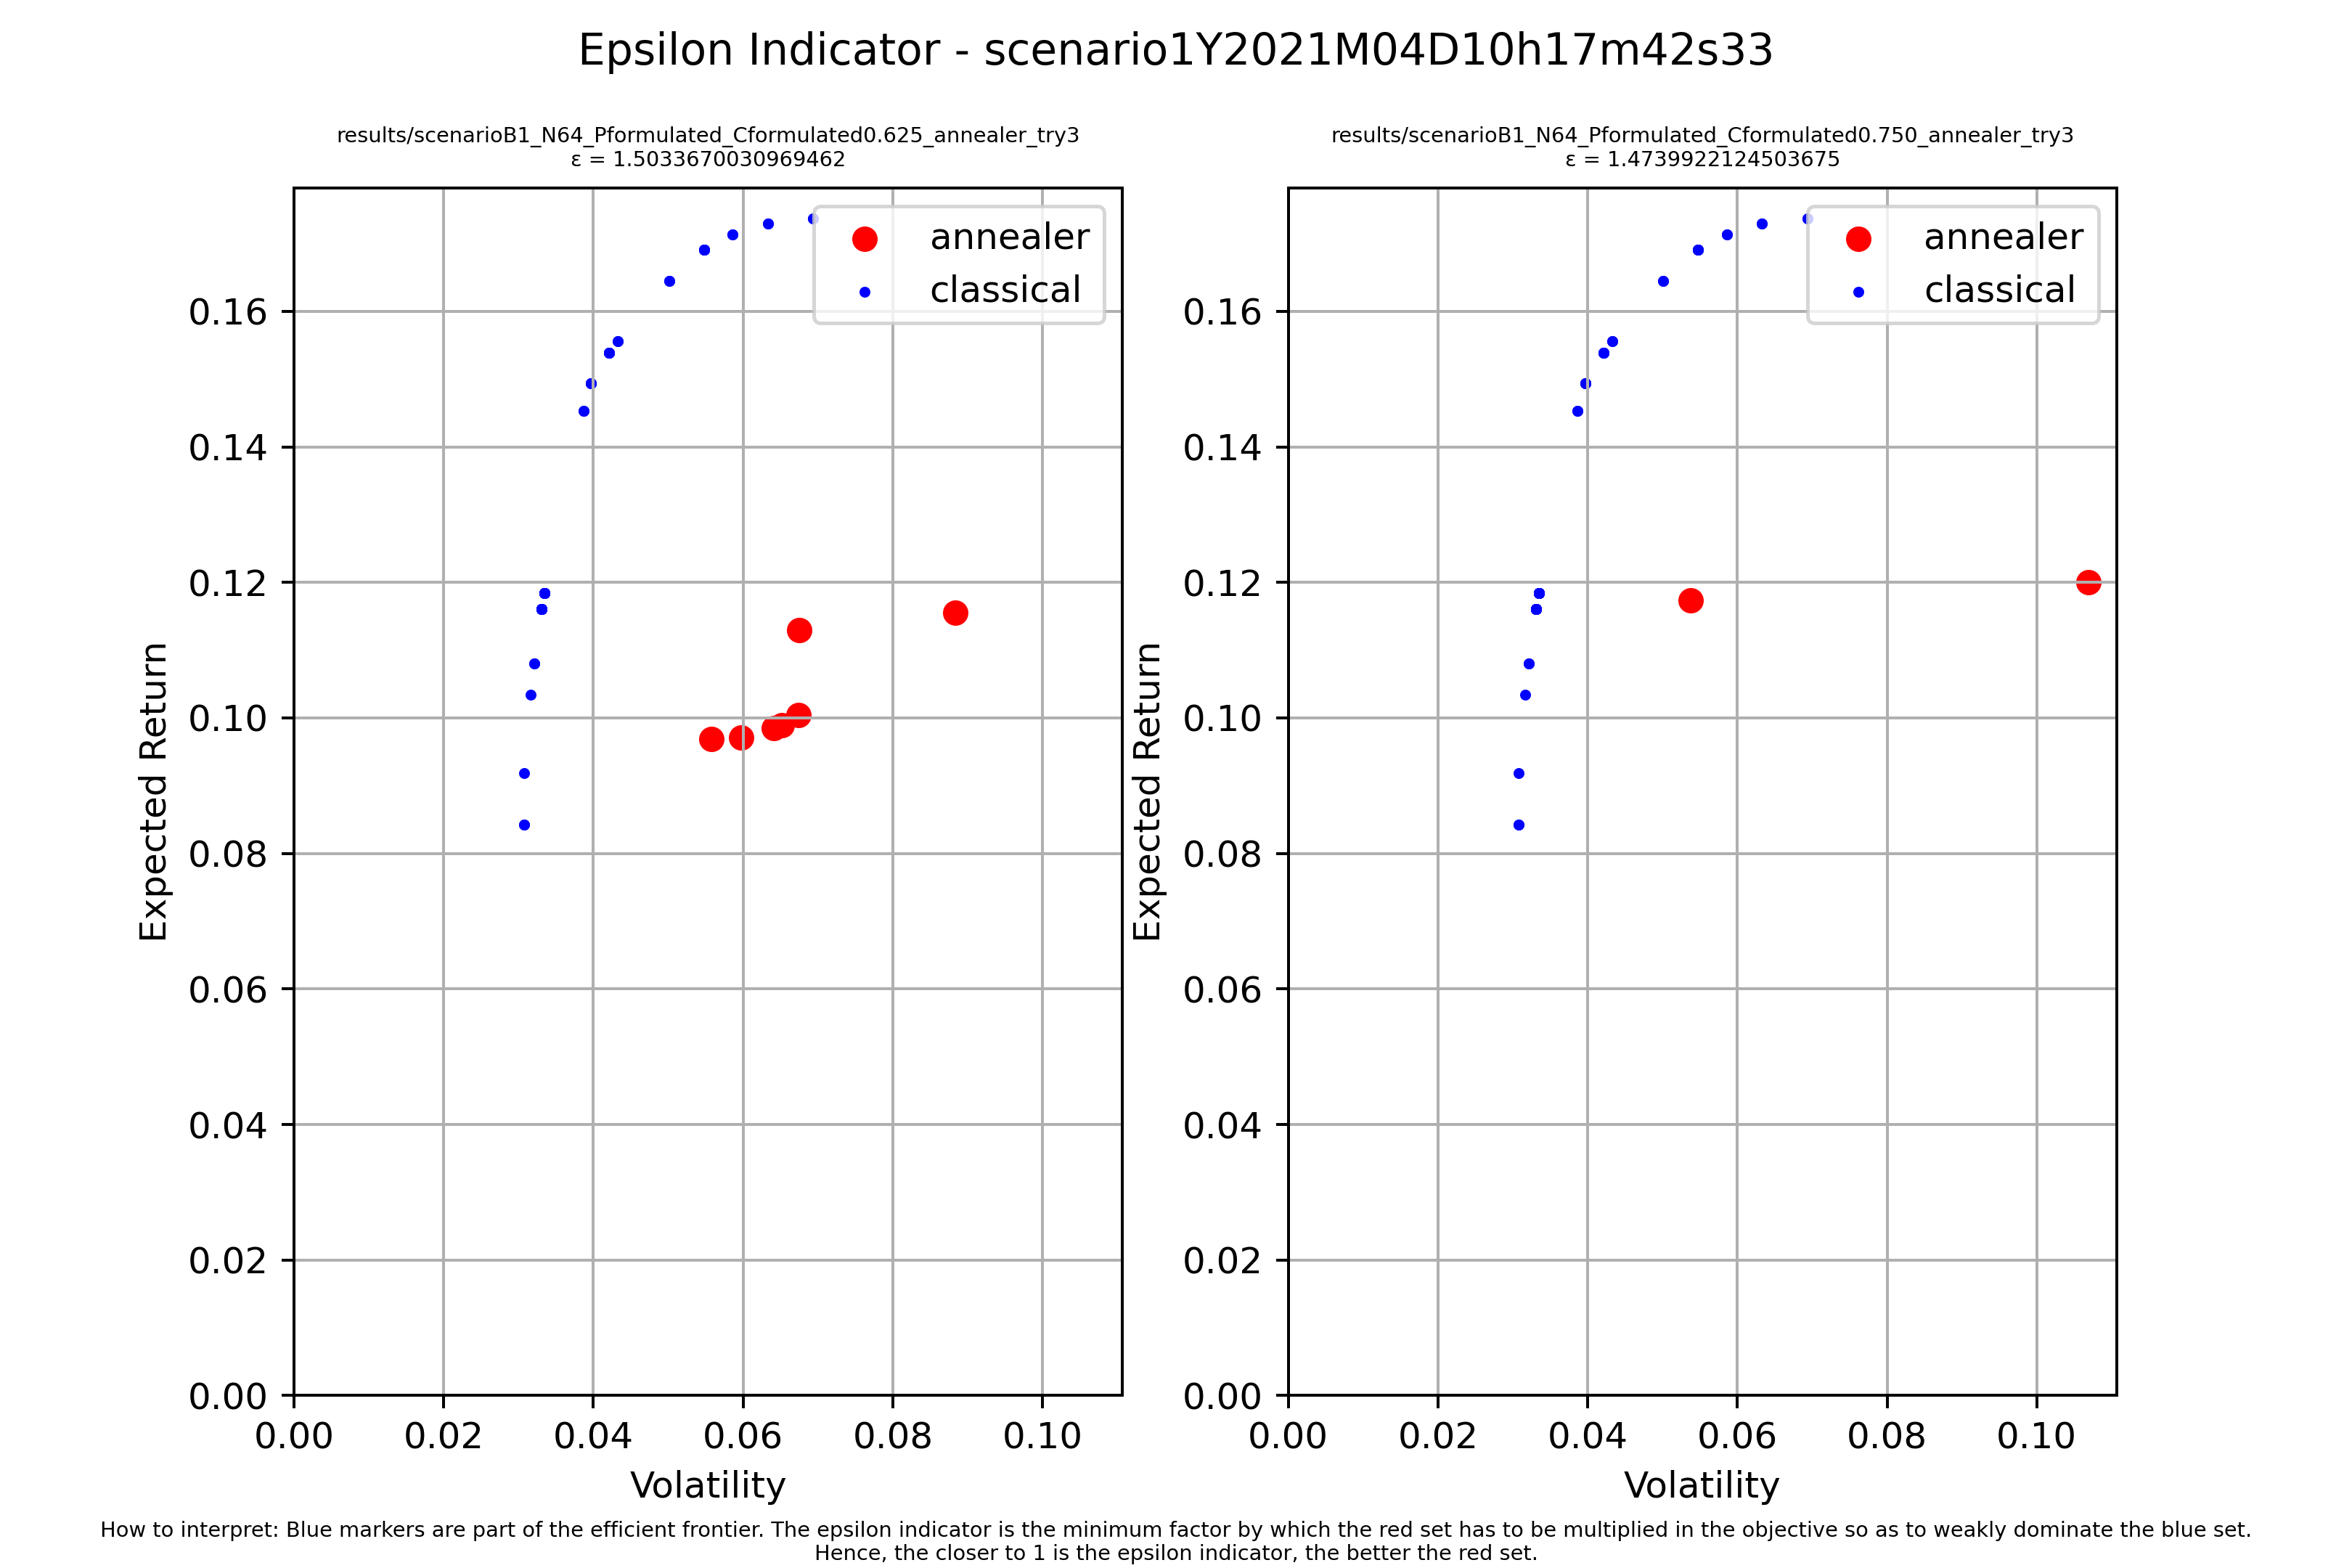 Epsilon Indicator - scenario1Y2021M04D10h17m42s33
results/scenarioB1_N64_Pformulated_Cformulated0.625_annealer_try3
ε = 1.5033670030969462
annealer
classical
0.16
0.14
0.12
0.10
0.08
0.06
0.04
0.02
0.00
Expected Return
0.00 0.02 0.04 0.06 0.08 0.10
Volatility
results/scenarioB1_N64_Pformulated_Cformulated0.750_annealer_try3
ε = 1.4739922124503675
annealer
classical
0.16
0.14
0.12
0.10
0.08
0.06
0.04
0.02
0.00
Expected Return
0.00 0.02 0.04 0.06 0.08 0.10
Volatility
How to interpret: Blue markers are part of the efficient frontier. The epsilon indicator is the minimum factor by which the red set has to be multiplied in the objective so as to weakly dominate the blue set.
Hence, the closer to 1 is the epsilon indicator, the better the red set.